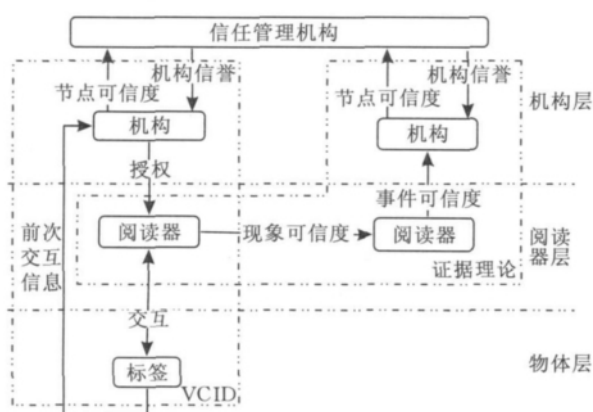 信任管理机构
机构信誉
节点可信度
机构信誉
节点可信度
机构层
机构
机构
授权
事件可信度
前次
交互
信息
阅读器
现象可信度
阅读器
阅读
器层
证据理论
交互
标签
物体层
VCID